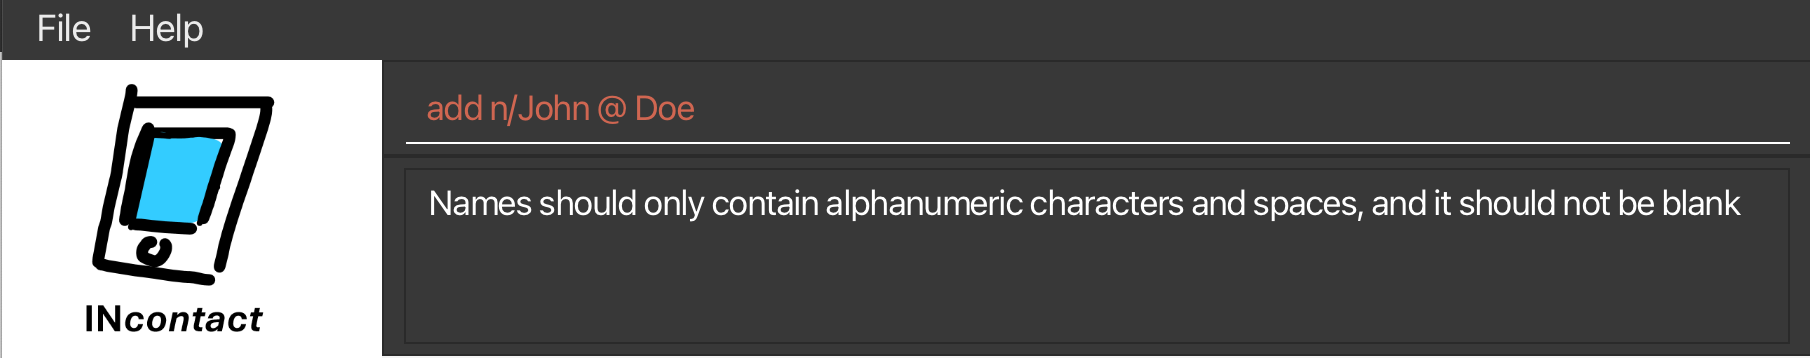 File Help
add n/John @ Doe
Names should only contain alphanumeric characters and spaces, and it should not be blank
INcontact